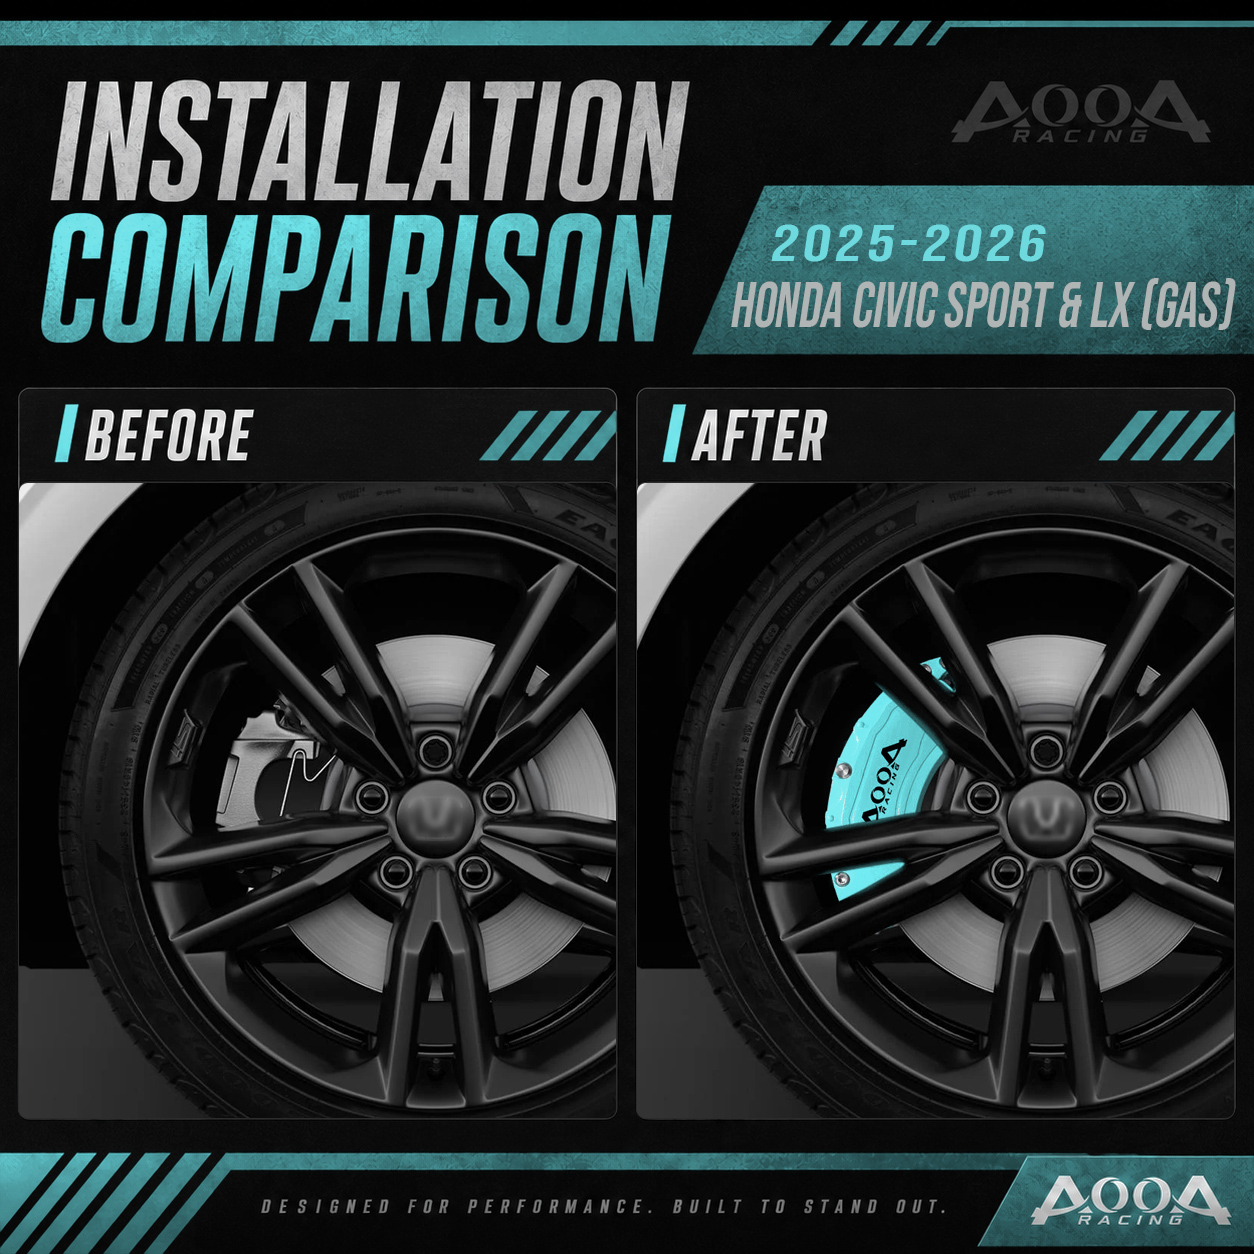 INSTALLATION
COMPARISON
AOOA
RACING
2025-2026
HONDA CIVIC SPORT & LX (GAS)
BEFORE
AFTER
EAG
AOOA
RACING
DESIGNED FOR PERFORMANCE. BUILT TO STAND OUT.
AOOA
RACING